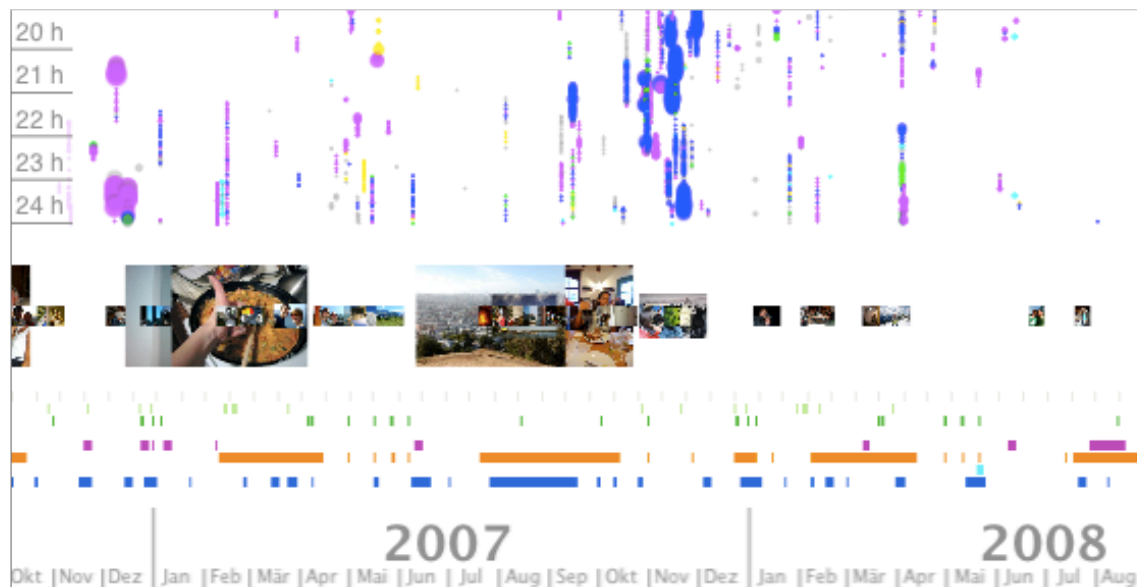 20 h
21 h
22 h
23 h
24 h
2007 2008
Okt Nov Dez Jan Feb Mär Apr Mai Jun Jul Aug Sep Okt Nov Dez Jan Feb Mär Apr Mai Jun Jul Aug